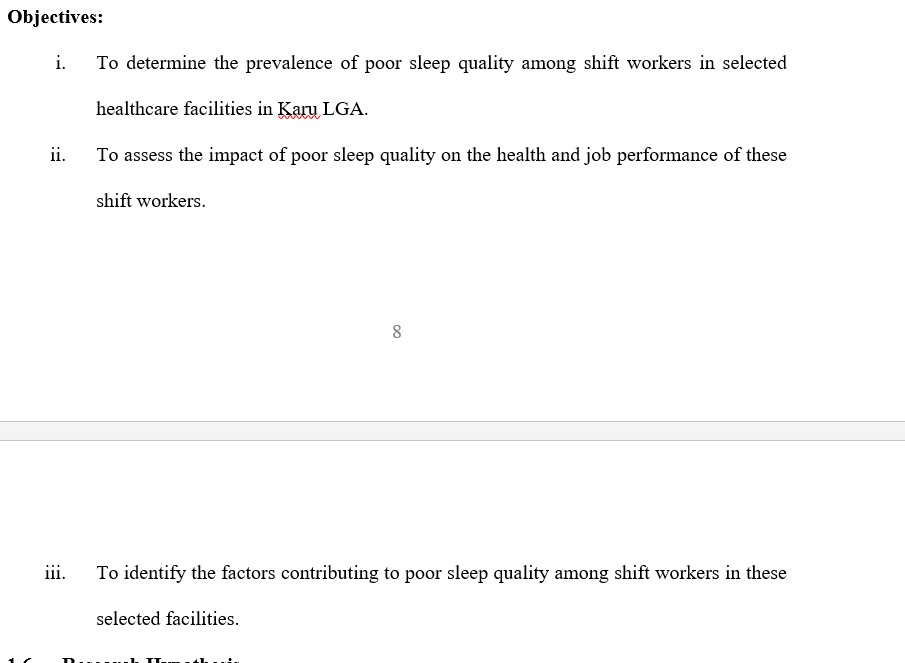 Objectives:
i. To determine the prevalence of poor sleep quality among shift workers in selected
healthcare facilities in Karu LGA.
ii. To assess the impact of poor sleep quality on the health and job performance of these
shift workers.
8
iii. To identify the factors contributing to poor sleep quality among shift workers in these
selected facilities.